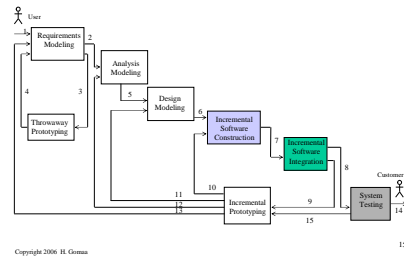 User
1
Requirements
Modeling
2
Analysis
Modeling
4
3
5
Design
Modeling
Throwaway
Prototyping
6
Incremental
Software
Construction
7
Incremental
Software
Integration
8
Customer
11
10
12
13
Incremental
Prototyping
9
System
Testing
14
15
Copyright 2006 H. Gomaa
15